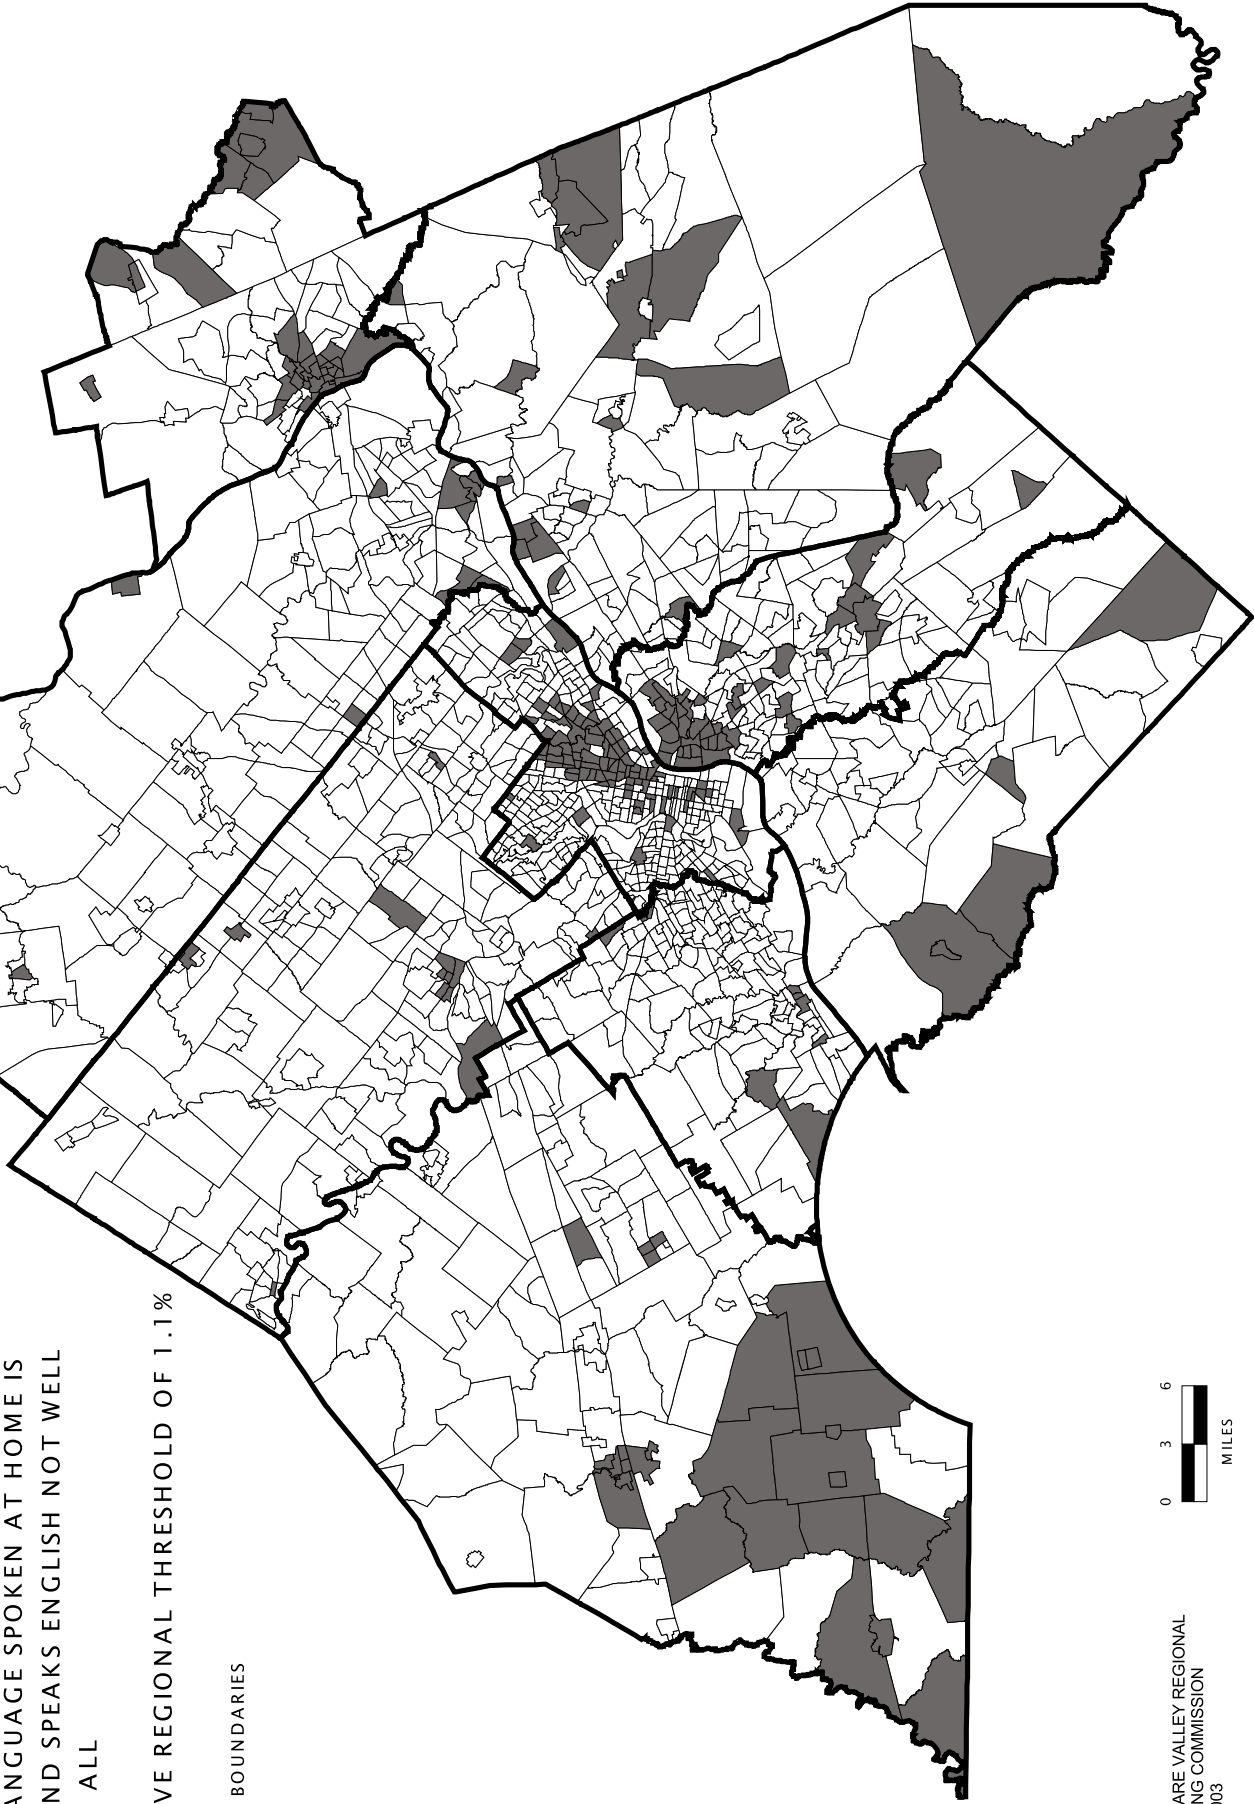 ANGUAGE SPOKEN AT HOME IS
ND SPEAKS ENGLISH NOT WELL
ALL
VE REGIONAL THRESHOLD OF 1.1%
BOUNDARIES
0 3 6
MILES
ARE VALLEY REGIONAL
NG COMMISSION
003